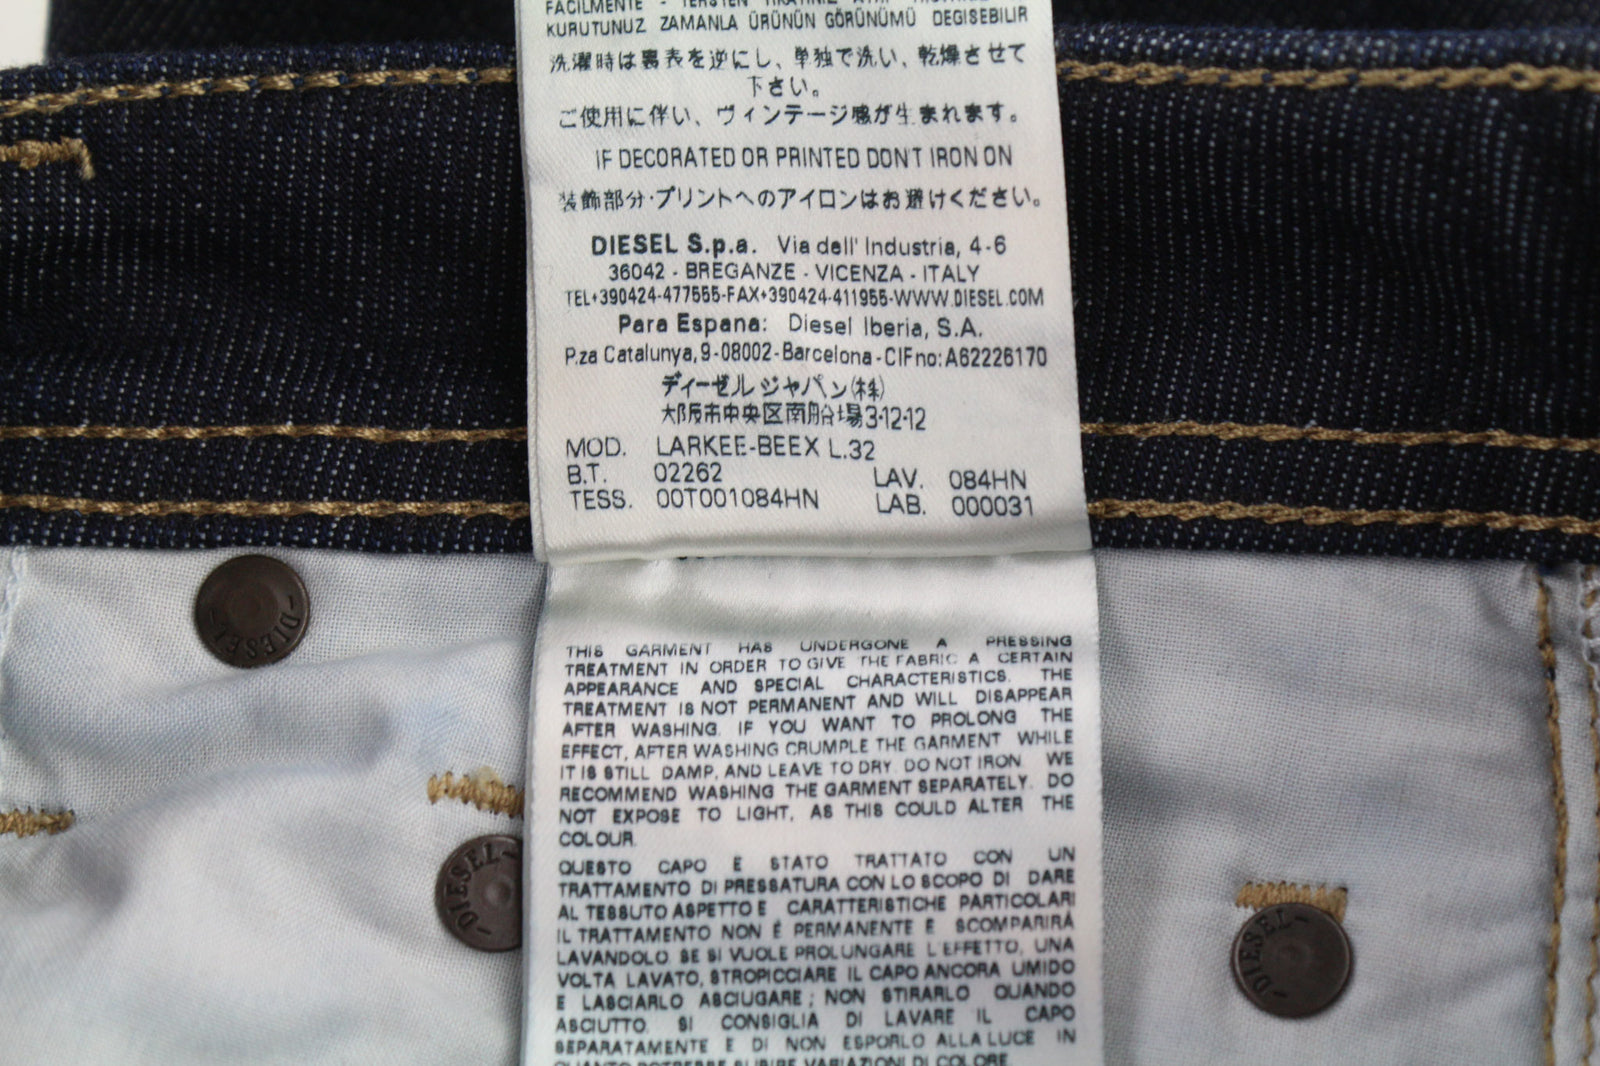 FACILMENTE - TERSTEN
KURUTUNUZ ZAMANLA ÜRÜNÜN GÖRÜNÜMÜ DEGISEBILIR
洗濯時は裏表を逆にし、単独で洗い、乾燥させて
下さい。
ご使用に伴い、ヴィンテージ感が生まれます。
IF DECORATED OR PRINTED DON'T IRON ON
装飾部分・プリントへのアイロンはお避けください。
DIESEL S.p.a. Via dell' Industria, 4-6
36042 - BREGANZE - VICENZA - ITALY
TEL+390424-477555-FAX+390424-411955-WWW.DIESEL.COM
Para Espana: Diesel Iberia, S.A.
P.za Catalunya, 9-08002-Barcelona-CIFno: A62226170
ディーゼル ジャパン(株)
大阪市中央区南船場3-12-12
MOD. LARKEE-BEEX L.32
B.T. 02262 LAV. 084HN
TESS. 00T001084HN LAB. 000031
THIS GARMENT HAS UNDERGONE A PRESSING
TREATMENT IN ORDER TO GIVE THE FABRIC A CERTAIN
APPEARANCE AND SPECIAL CHARACTERISTICS. THE
TREATMENT IS NOT PERMANENT AND WILL DISAPPEAR
AFTER WASHING. IF YOU WANT TO PROLONG THE
EFFECT, AFTER WASHING CRUMPLE THE GARMENT WHILE
IT IS STILL DAMP, AND LEAVE TO DRY. DO NOT IRON. WE
RECOMMEND WASHING THE GARMENT SEPARATELY. DO
NOT EXPOSE TO LIGHT, AS THIS COULD ALTER THE
COLOUR.
QUESTO CAPO E STATO TRATTATO CON UN
TRATTAMENTO DI PRESSATURA CON LO SCOPO DI DARE
AL TESSUTO ASPETTO E CARATTERISTICHE PARTICOLARI
IL TRATTAMENTO NON É PERMANENTE E SCOMPARIRÁ
LAVANDOLO. SE SI VUOLE PROLUNGARE L'EFFETTO, UNA
VOLTA LAVATO, STROPICCIARE IL CAPO ANCORA UMIDO
E LASCIARLO ASCIUGARE; NON STIRARLO QUANDO
ASCIUTTO. SI CONSIGLIA DI LAVARE IL CAPO
SEPARATAMENTE E DI NON ESPORLO ALLA LUCE IN
QUANTO POTREBBE SUBIRE VARIAZIONI DI COLORE.
-DIESEL-
-DIESEL-
-DIESEL-